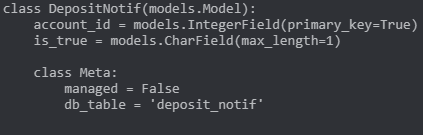 class DepositNotif(models.Model):
    account_id = models.IntegerField(primary_key=True)
    is_true = models.CharField(max_length=1)

    class Meta:
        managed = False
        db_table = 'deposit_notif'